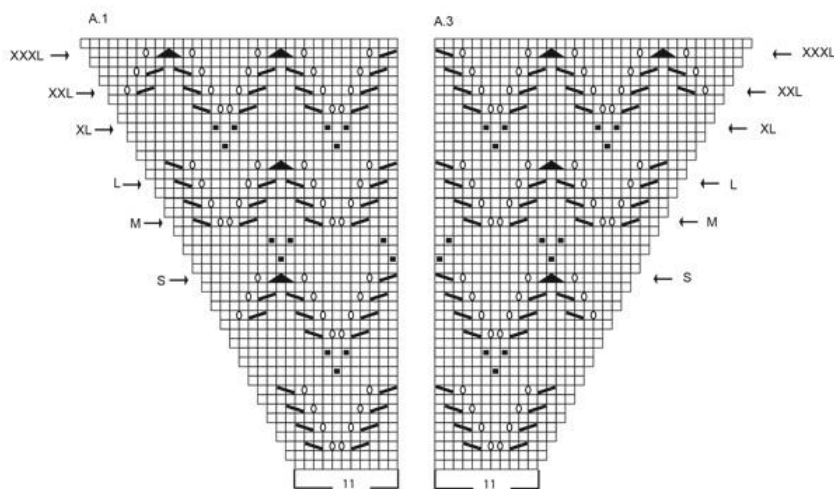 A.1 A.3
XXXL XXXL
XXL XXL
XL XL
L L
M M
S S
11 11